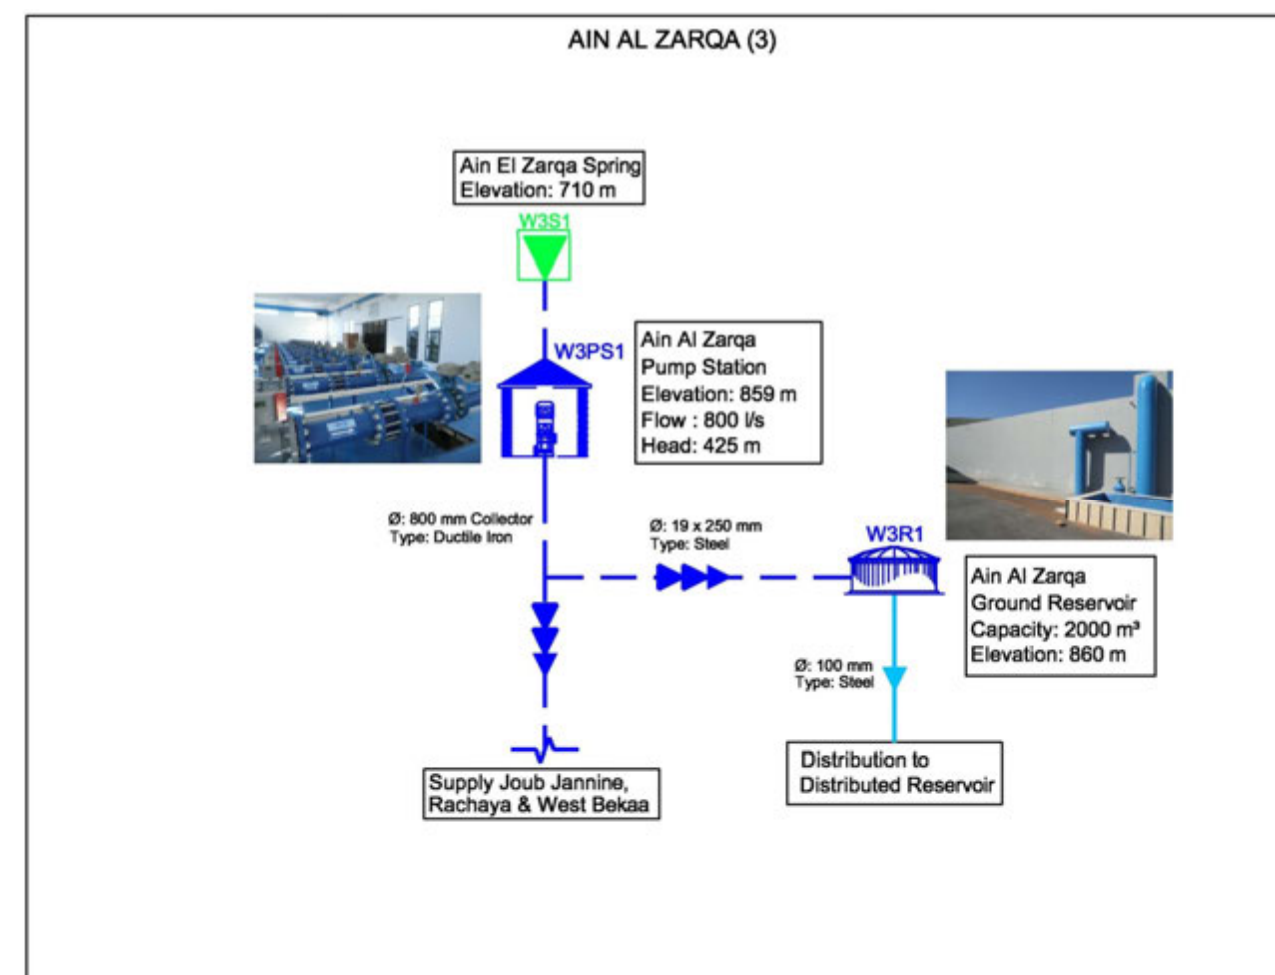 AIN AL ZARQA (3)
Ain El Zarqa Spring
Elevation: 710 m
W3S1
W3PS1
Ain Al Zarqa
Pump Station
Elevation: 859 m
Flow : 800 l/s
Head: 425 m
Ø: 800 mm Collector
Type: Ductile Iron
Ø: 19 x 250 mm
Type: Steel
W3R1
Ain Al Zarqa
Ground Reservoir
Capacity: 2000 m³
Elevation: 860 m
Ø: 100 mm
Type: Steel
Supply Joub Jannine,
Rachaya & West Bekaa
Distribution to
Distributed Reservoir